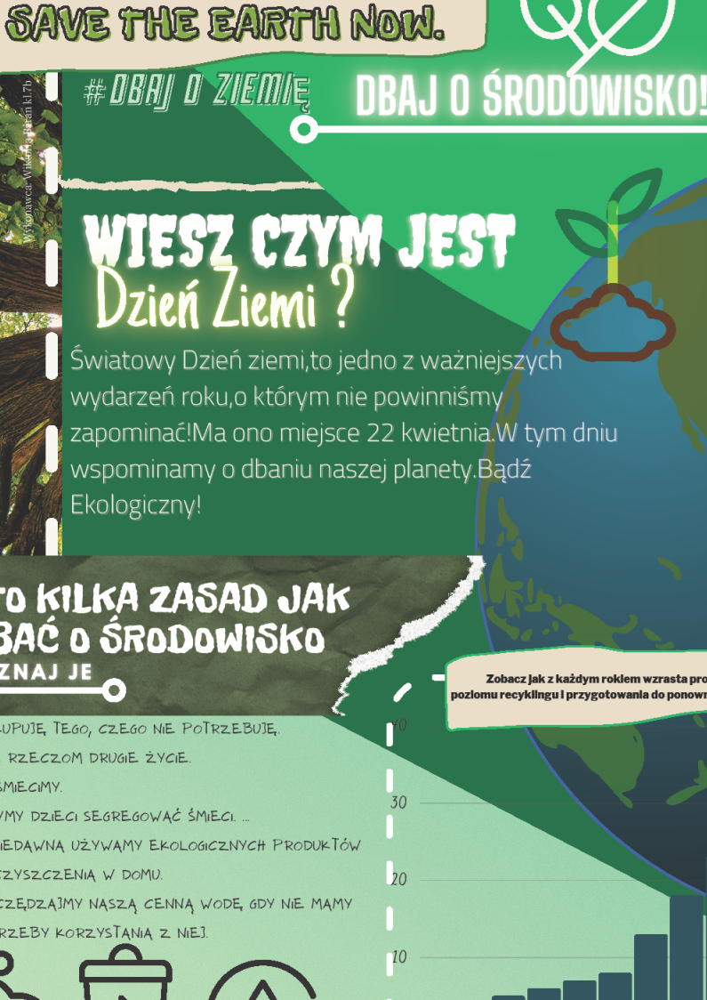 SAVE THE EARTH NOW.
#DBAJ O ZIEMIĘ
DBAJ O ŚRODOWISKO!
Wykonawca: Wiktoria Baran kl.7b
WIESZ CZYM JEST
Dzień Ziemi ?
Światowy Dzień ziemi,to jedno z ważniejszych
wydarzeń roku,o którym nie powinniśmy
zapominać!Ma ono miejsce 22 kwietnia.W tym dniu
wspominamy o dbaniu naszej planety.Bądź
Ekologiczny!
TO KILKA ZASAD JAK
BAĆ O ŚRODOWISKO
ZNAJ JE
UPUJĘ TEGO, CZEGO NIE POTRZEBUJĘ.
RZECZOM DRUGIE ŻYCIE.
ŚMIECIMY.
YMY DZIECI SEGREGOWAĆ ŚMIECI. ...
IEDAWNA UŻYWAMY EKOLOGICZNYCH PRODUKTÓW
CZYSZCZENIA W DOMU.
CZĘDZAJMY NASZĄ CENNĄ WODĘ GDY NIE MAMY
RZEBY KORZYSTANIA Z NIEJ.
Zobacz jak z każdym rokiem wzrasta pro
poziomu recyklingu i przygotowania do ponown
40
30
20
10